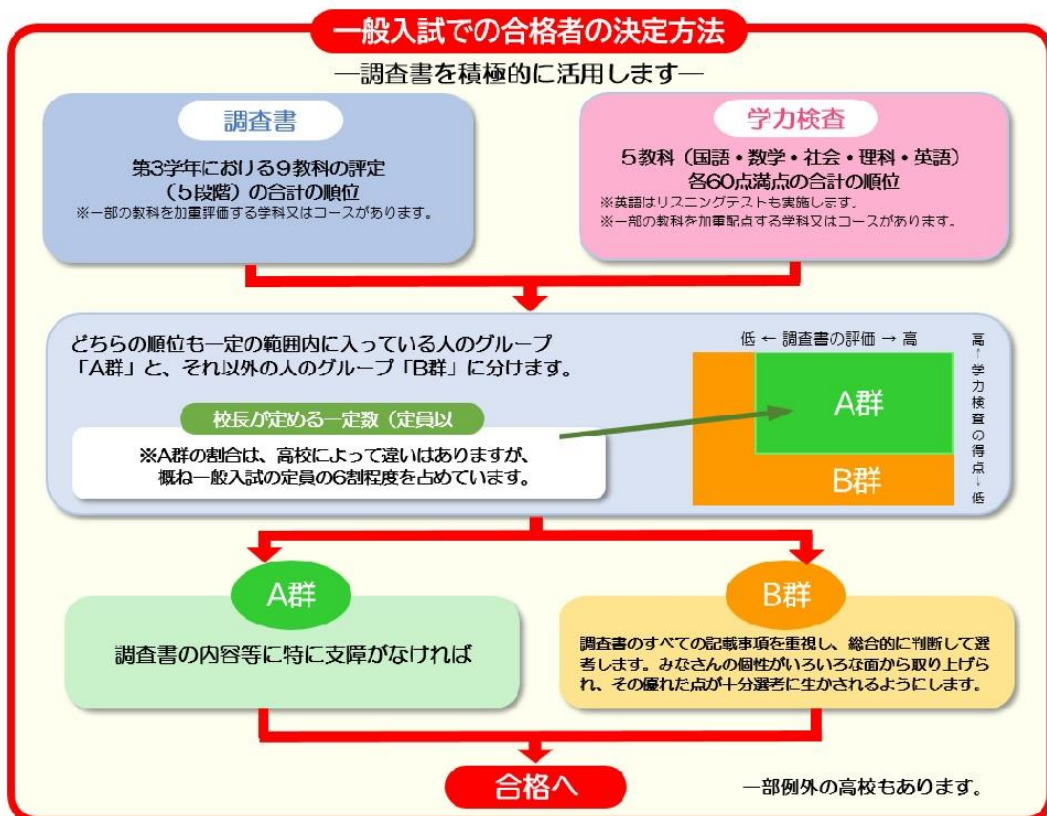 一般入試での合格者の決定方法
―調査書を積極的に活用します―
調査書
第3学年における9教科の評定
(5段階)の合計の順位
※一部の教科を加重評価する学科又はコースがあります。
学力検査
5教科(国語・数学・社会・理科・英語)
各60点満点の合計の順位
※英語はリスニングテストも実施します。
※一部の教科を加重配点する学科又はコースがあります。
どちらの順位も一定の範囲内に入っている人のグループ
「A群」と、それ以外の人のグループ「B群」に分けます。
校長が定める一定数(定員以
※A群の割合は、高校によって違いはありますが、
概ね一般入試の定員の6割程度を占めています。
低 ← 調査書の評価 → 高
高←学力検査の得点→低
A群
B群
A群
調査書の内容等に特に支障がなければ
B群
調査書のすべての記載事項を重視し、総合的に判断して選
考します。みなさんの個性がいろいろな面から取り上げら
れ、その優れた点が十分選考に生かされるようにします。
合格へ
一部例外の高校もあります。